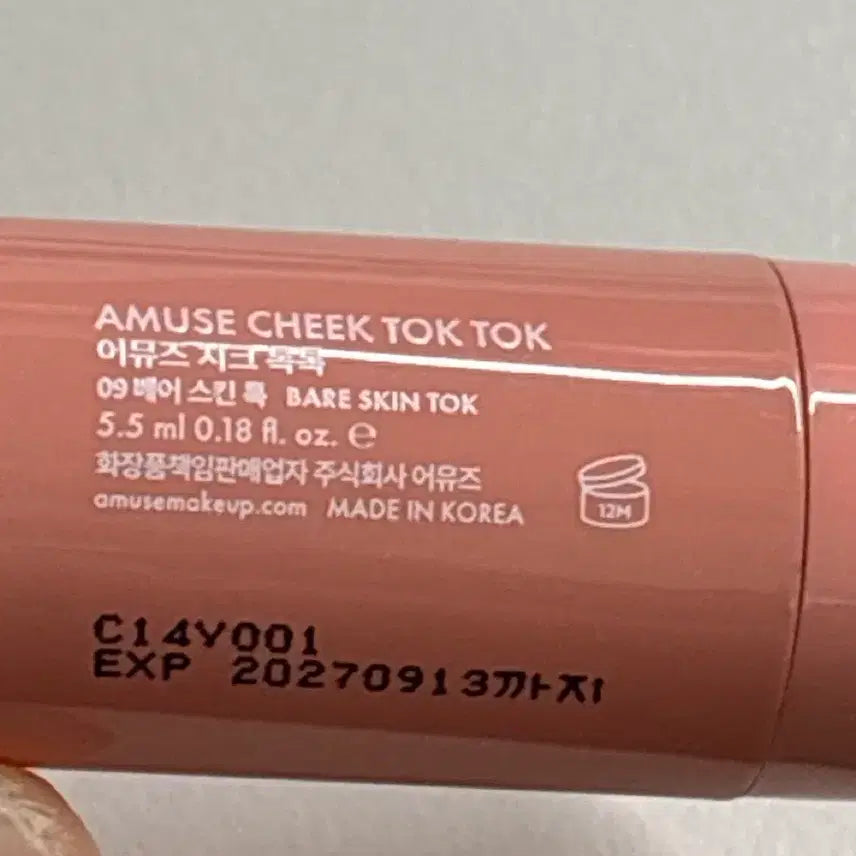 AMUSE CHEEK TOK TOK
어뮤즈 치크 톡톡
09 베어 스킨 톡 BARE SKIN TOK
5.5 ml 0.18 fl. oz. ℮
화장품책임판매업자 주식회사 어뮤즈
amusemakeup.com MADE IN KOREA
12M
C14Y001
EXP 20270913까지